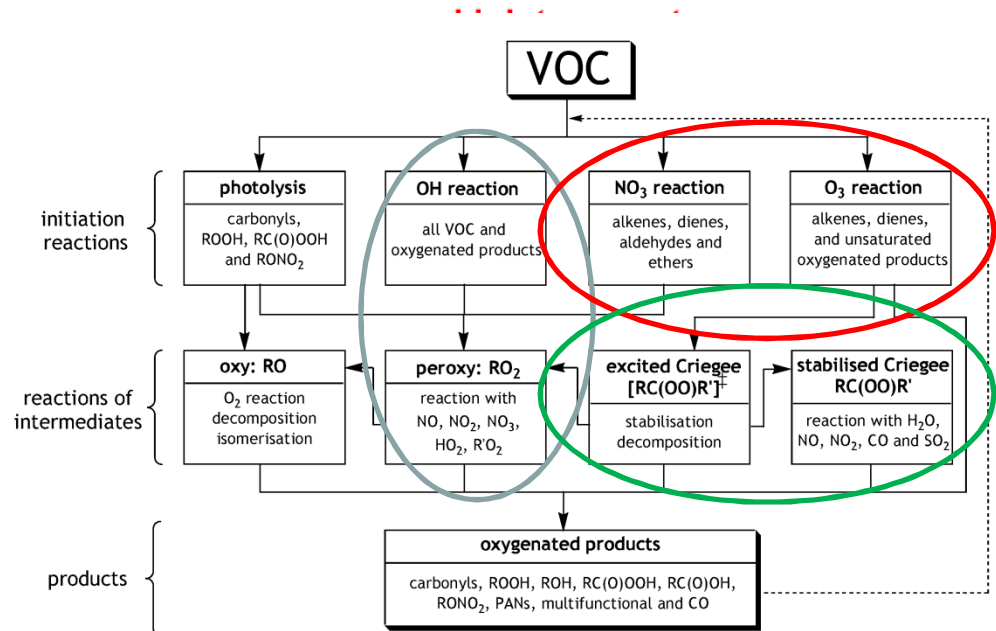 VOC
photolysis
carbonyls,
ROOH, RC(O)OOH
and RONO₂
OH reaction
all VOC and
oxygenated products
NO₃ reaction
alkenes, dienes,
aldehydes and
ethers
O₃ reaction
alkenes, dienes,
and unsaturated
oxygenated products
initiation
reactions
oxy: RO
O₂ reaction
decomposition
isomerisation
peroxy: RO₂
reaction with
NO, NO₂, NO₃,
HO₂, R'O₂
excited Criegee
[RC(OO)R']‡
stabilisation
decomposition
stabilised Criegee
RC(OO)R'
reaction with H₂O,
NO, NO₂, CO and SO₂
reactions of
intermediates
oxygenated products
carbonyls, ROOH, ROH, RC(O)OOH, RC(O)OH,
RONO₂, PANs, multifunctional and CO
products